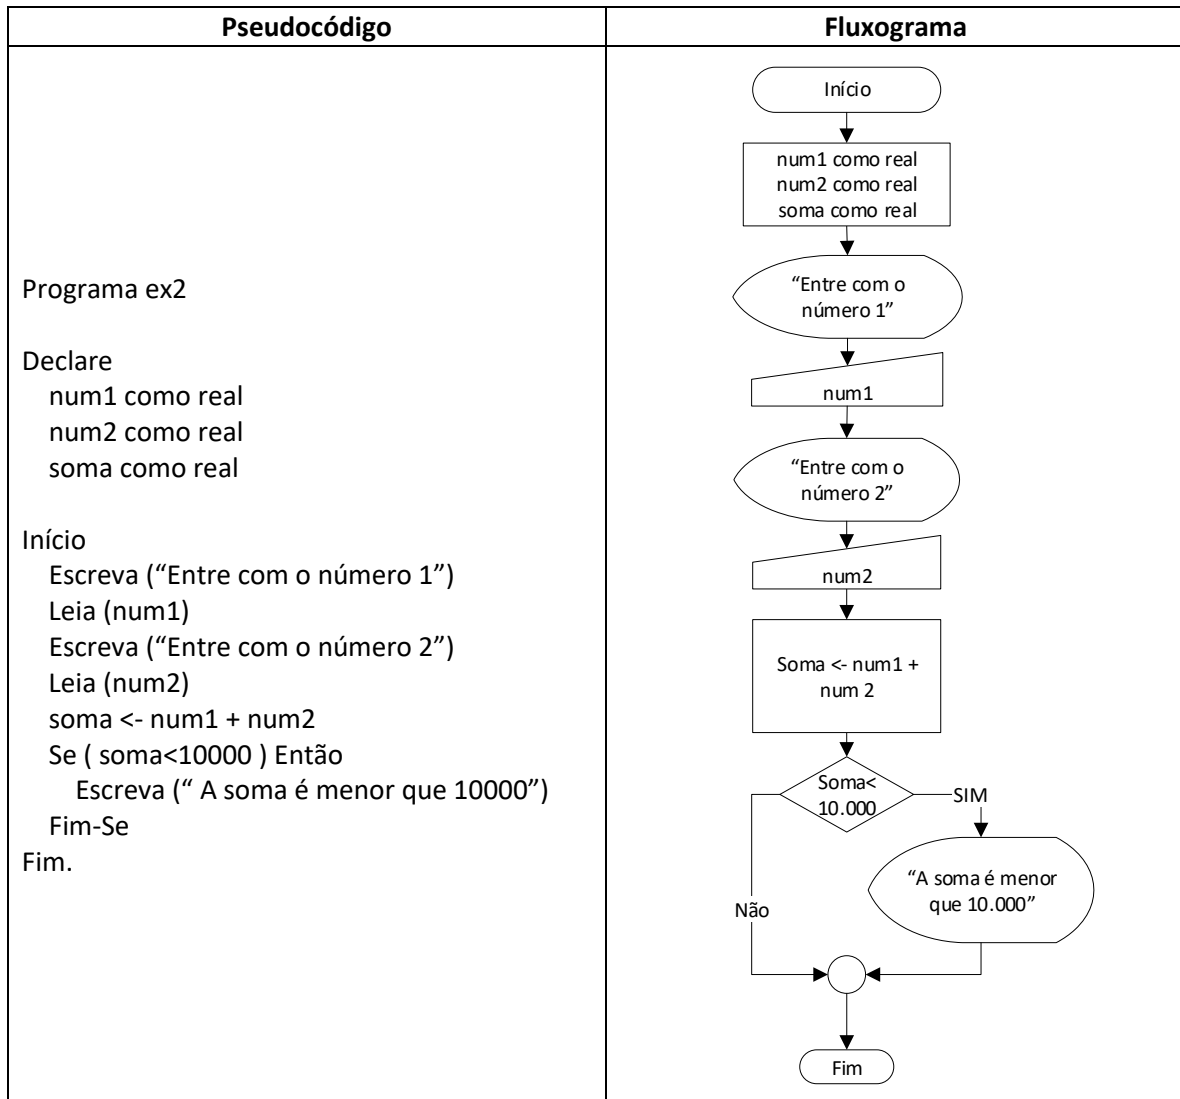 Pseudocódigo
Fluxograma
Programa ex2
Declare
num1 como real
num2 como real
soma como real
Início
Escreva (“Entre com o número 1”)
Leia (num1)
Escreva (“Entre com o número 2”)
Leia (num2)
soma <- num1 + num2
Se ( soma<10000 ) Então
Escreva (“ A soma é menor que 10000”)
Fim-Se
Fim.
Início
num1 como real
num2 como real
soma como real
“Entre com o
número 1”
num1
“Entre com o
número 2”
num2
Soma <- num1 +
num 2
Soma<
10.000
SIM
“A soma é menor
que 10.000”
Não
Fim